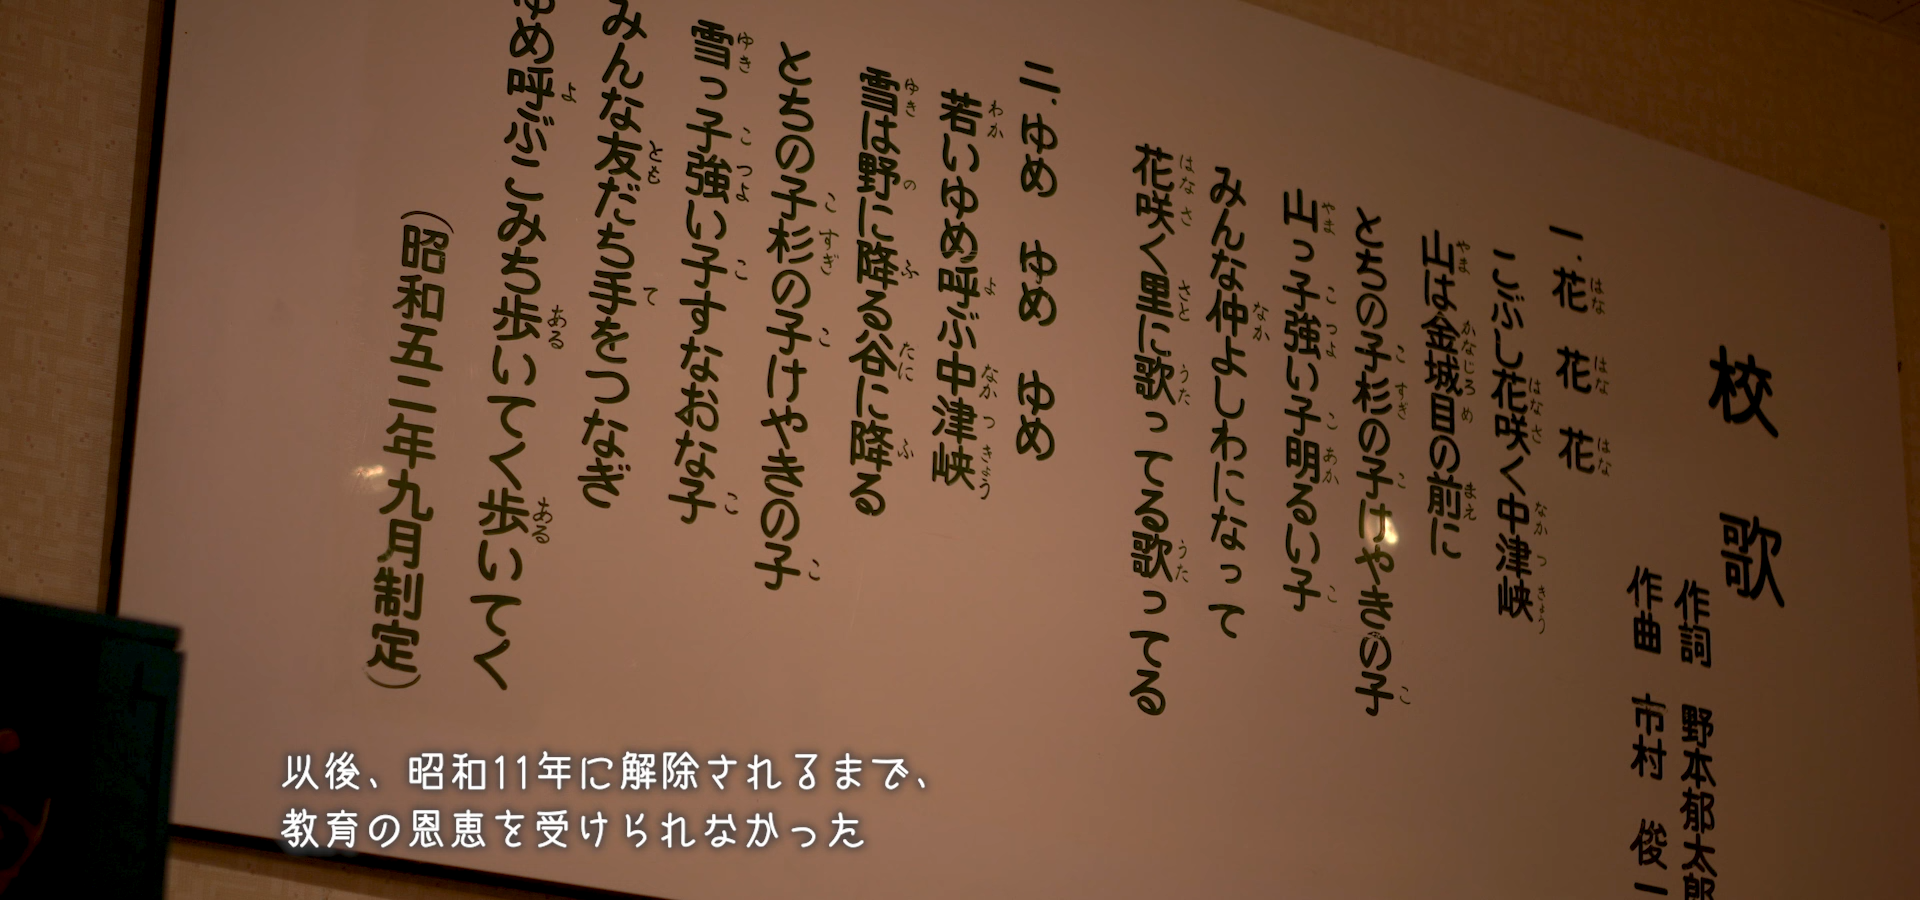 校歌
作詞 野本郁太郎
作曲 市村 俊一
一.花 花 花
こぶし花咲く中津峡
山は金城目の前に
とちの子杉の子けやきの子
山っ子強い子明るい子
みんな仲よしわになって
花咲く里に歌ってる歌ってる
二.ゆめ ゆめ ゆめ
若いゆめ呼ぶ中津峡
雪は野に降る谷に降る
とちの子杉の子けやきの子
雪っ子強い子すなおな子
みんな友だち手をつなぎ
ゆめ呼ぶこみち歩いてく歩いてく
(昭和五二年九月制定)
以後、昭和11年に解除されるまで、
教育の恩恵を受けられなかった